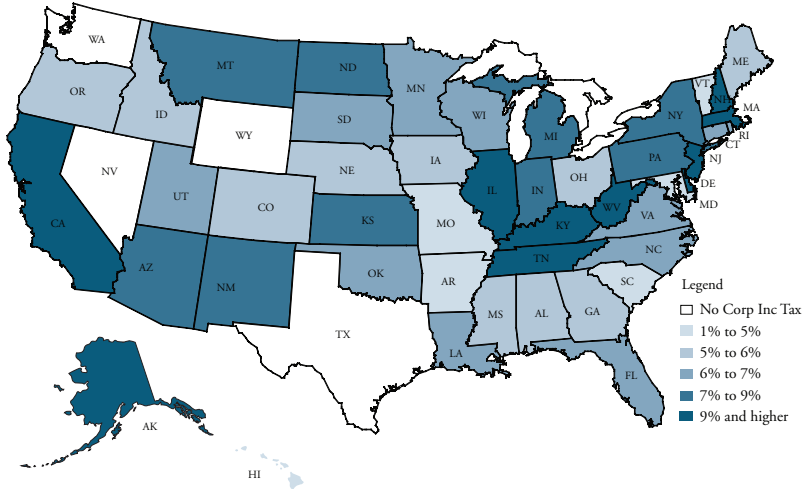 WA
MT
ND
MN
ME
VT
NH
OR
ID
SD
WI
NY
MA
WY
MI
RI
CT
NJ
NV
NE
IA
PA
UT
CO
IL
IN
OH
DE
MD
CA
KS
MO
WV
VA
KY
AZ
NM
OK
AR
TN
NC
SC
TX
MS
AL
GA
LA
FL
AK
HI
Legend
No Corp Inc Tax
1% to 5%
5% to 6%
6% to 7%
7% to 9%
9% and higher